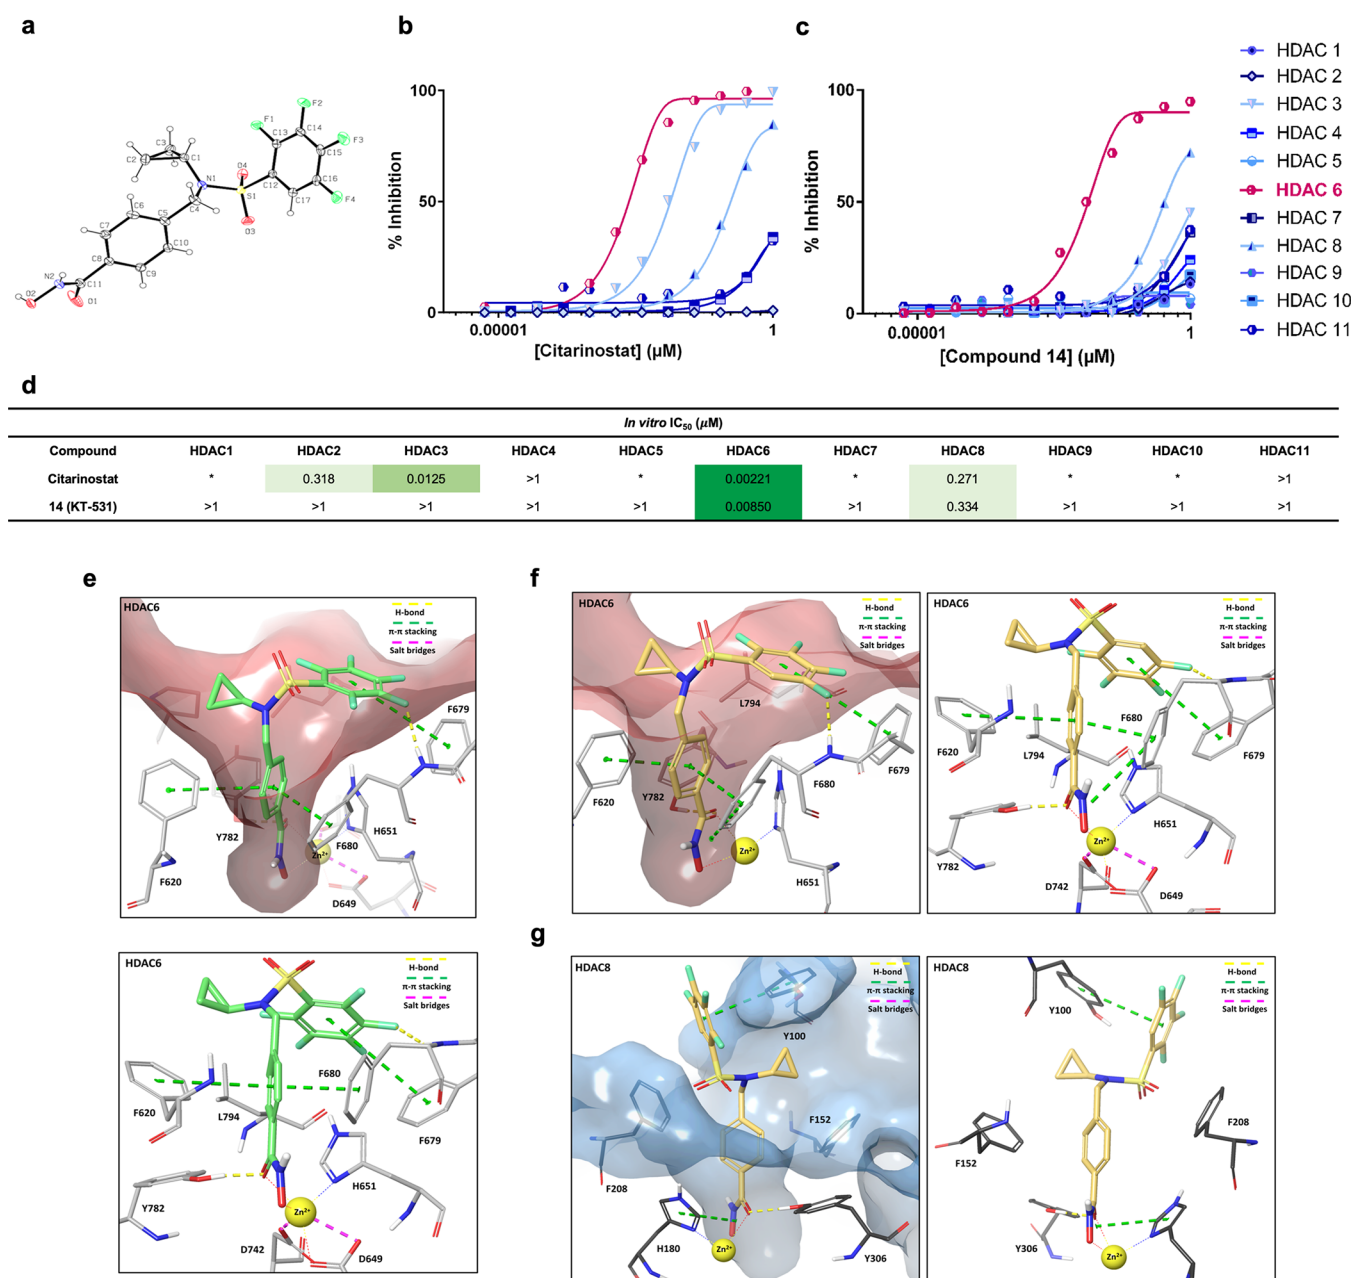 a
b
c
F2
F1
C14
C13
F3
C3
C15
C2
C1
O4
C16
N1
S1
C12
C17
F4
C4
C6
C5
O3
C7
C10
C8
C9
N2
C11
O2
O1
100
50
0
% Inhibition
0.00001
1
[Citarinostat] (µM)
100
50
0
% Inhibition
0.00001
1
[Compound 14] (µM)
HDAC 1
HDAC 2
HDAC 3
HDAC 4
HDAC 5
HDAC 6
HDAC 7
HDAC 8
HDAC 9
HDAC 10
HDAC 11
d
In vitro IC50 (µM)
Compound HDAC1 HDAC2 HDAC3 HDAC4 HDAC5 HDAC6 HDAC7 HDAC8 HDAC9 HDAC10 HDAC11
Citarinostat * 0.318 0.0125 >1 * 0.00221 * 0.271 * * >1
14 (KT-531) >1 >1 >1 >1 >1 0.00850 >1 0.334 >1 >1 >1
e
HDAC6
H-bond
π-π stacking
Salt bridges
F679
Y782
H651
F680
Zn2+
F620
D649
HDAC6
H-bond
π-π stacking
Salt bridges
F680
F620
L794
F679
H651
Y782
Zn2+
D742
D649
f
HDAC6
H-bond
π-π stacking
Salt bridges
L794
F679
F680
F620
Y782
Zn2+
H651
HDAC6
H-bond
π-π stacking
Salt bridges
F680
F620
L794
F679
H651
Y782
Zn2+
D742
D649
g
HDAC8
H-bond
π-π stacking
Salt bridges
Y100
F152
F208
H180
Zn2+
Y306
HDAC8
H-bond
π-π stacking
Salt bridges
Y100
F208
F152
Y306
Zn2+